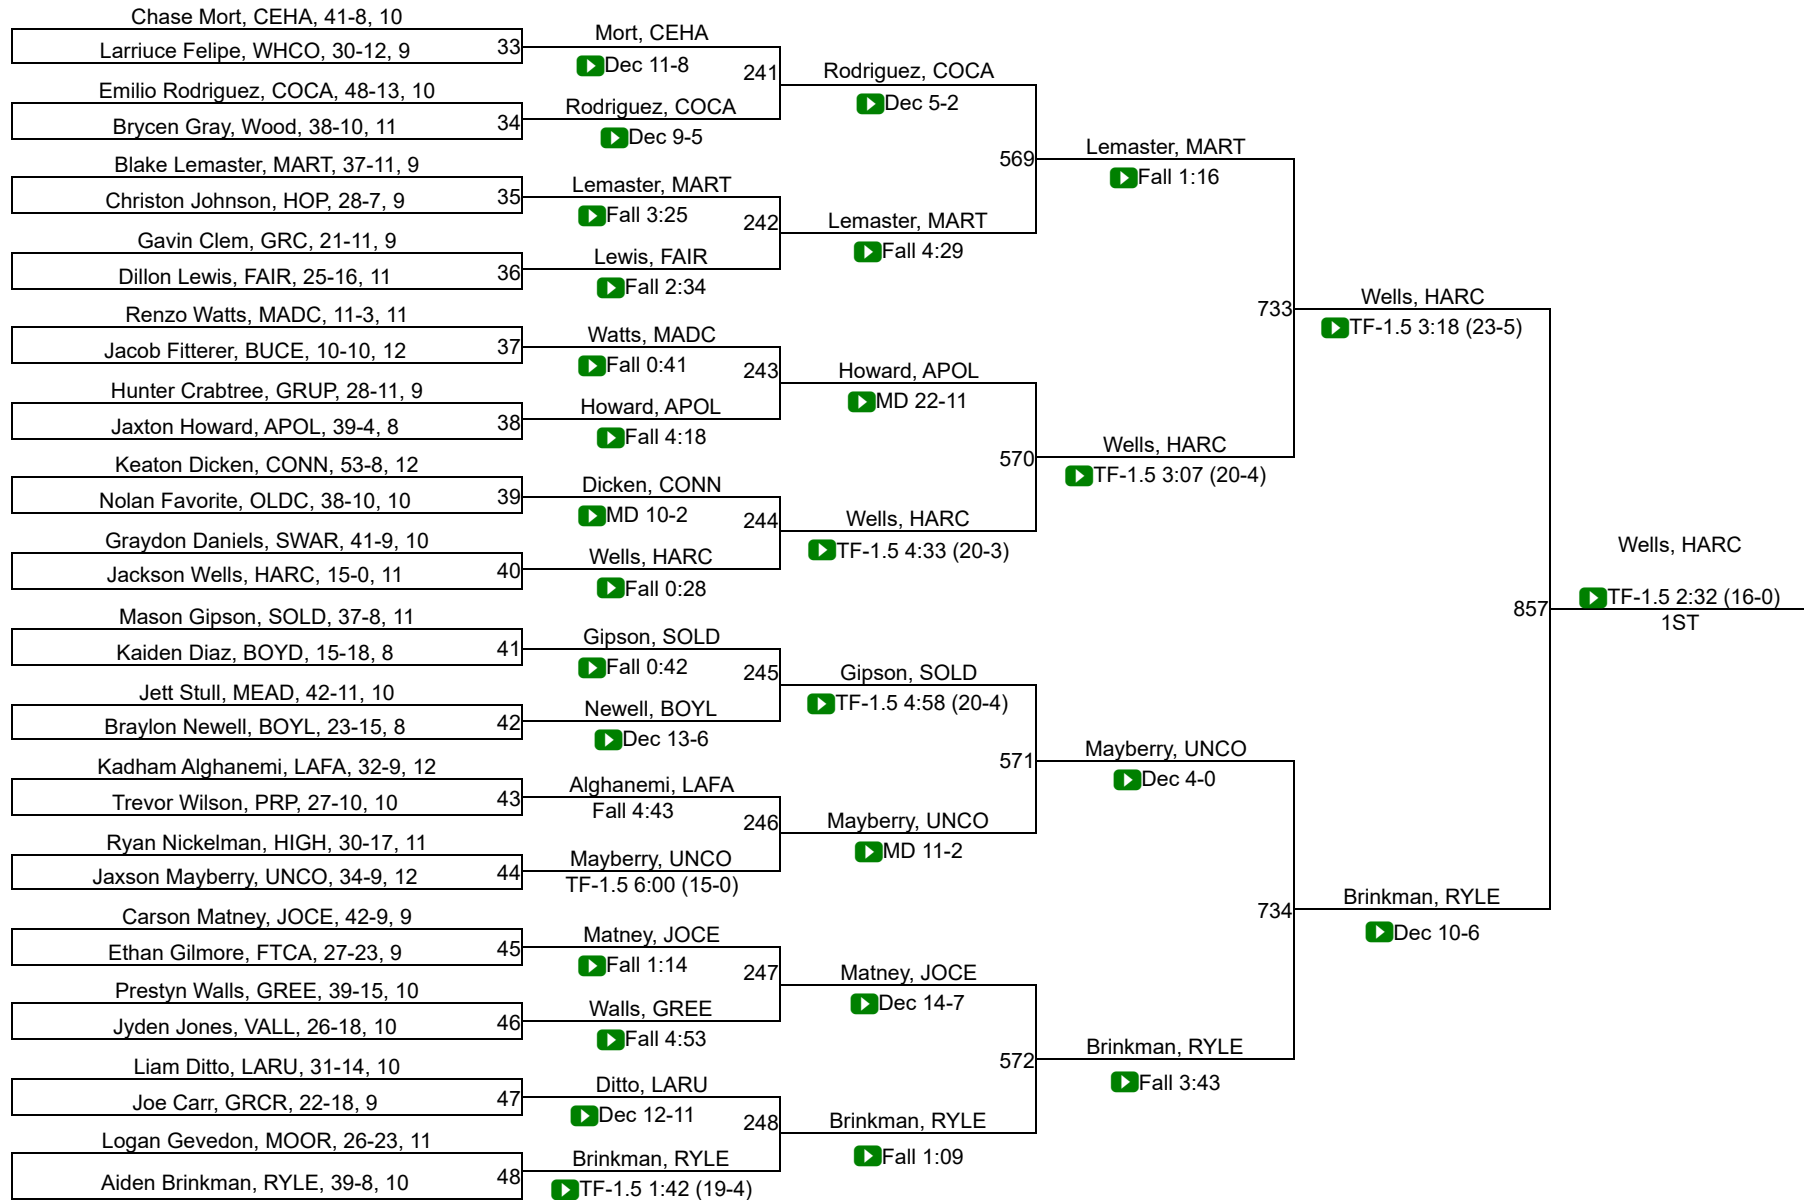 Chase Mort, CEHA, 41-8, 10
Larriuce Felipe, WHCO, 30-12, 9
33
Emilio Rodriguez, COCA, 48-13, 10
Brycen Gray, Wood, 38-10, 11
34
Blake Lemaster, MART, 37-11, 9
Christon Johnson, HOP, 28-7, 9
35
Gavin Clem, GRC, 21-11, 9
Dillon Lewis, FAIR, 25-16, 11
36
Renzo Watts, MADC, 11-3, 11
Jacob Fitterer, BUCE, 10-10, 12
37
Hunter Crabtree, GRUP, 28-11, 9
Jaxton Howard, APOL, 39-4, 8
38
Keaton Dicken, CONN, 53-8, 12
Nolan Favorite, OLDC, 38-10, 10
39
Graydon Daniels, SWAR, 41-9, 10
Jackson Wells, HARC, 15-0, 11
40
Mason Gipson, SOLD, 37-8, 11
Kaiden Diaz, BOYD, 15-18, 8
41
Jett Stull, MEAD, 42-11, 10
Braylon Newell, BOYL, 23-15, 8
42
Kadham Alghanemi, LAFA, 32-9, 12
Trevor Wilson, PRP, 27-10, 10
43
Ryan Nickelman, HIGH, 30-17, 11
Jaxson Mayberry, UNCO, 34-9, 12
44
Carson Matney, JOCE, 42-9, 9
Ethan Gilmore, FTCA, 27-23, 9
45
Prestyn Walls, GREE, 39-15, 10
Jyden Jones, VALL, 26-18, 10
46
Liam Ditto, LARU, 31-14, 10
Joe Carr, GRCR, 22-18, 9
47
Logan Gevedon, MOOR, 26-23, 11
Aiden Brinkman, RYLE, 39-8, 10
48
Mort, CEHA
Dec 11-8
241
Rodriguez, COCA
Dec 9-5
Lemaster, MART
Fall 3:25
242
Lewis, FAIR
Fall 2:34
Watts, MADC
Fall 0:41
243
Howard, APOL
Fall 4:18
Dicken, CONN
MD 10-2
244
Wells, HARC
Fall 0:28
Gipson, SOLD
Fall 0:42
245
Newell, BOYL
Dec 13-6
Alghanemi, LAFA
Fall 4:43
246
Mayberry, UNCO
TF-1.5 6:00 (15-0)
Matney, JOCE
Fall 1:14
247
Walls, GREE
Fall 4:53
Ditto, LARU
Dec 12-11
248
Brinkman, RYLE
TF-1.5 1:42 (19-4)
Rodriguez, COCA
Dec 5-2
569
Lemaster, MART
Fall 4:29
Howard, APOL
MD 22-11
570
Wells, HARC
TF-1.5 4:33 (20-3)
Gipson, SOLD
TF-1.5 4:58 (20-4)
571
Mayberry, UNCO
MD 11-2
Matney, JOCE
Dec 14-7
572
Brinkman, RYLE
Fall 1:09
Lemaster, MART
Fall 1:16
733
Wells, HARC
TF-1.5 3:07 (20-4)
Mayberry, UNCO
Dec 4-0
734
Brinkman, RYLE
Fall 3:43
Wells, HARC
TF-1.5 3:18 (23-5)
857
Brinkman, RYLE
Dec 10-6
Wells, HARC
TF-1.5 2:32 (16-0)
1ST